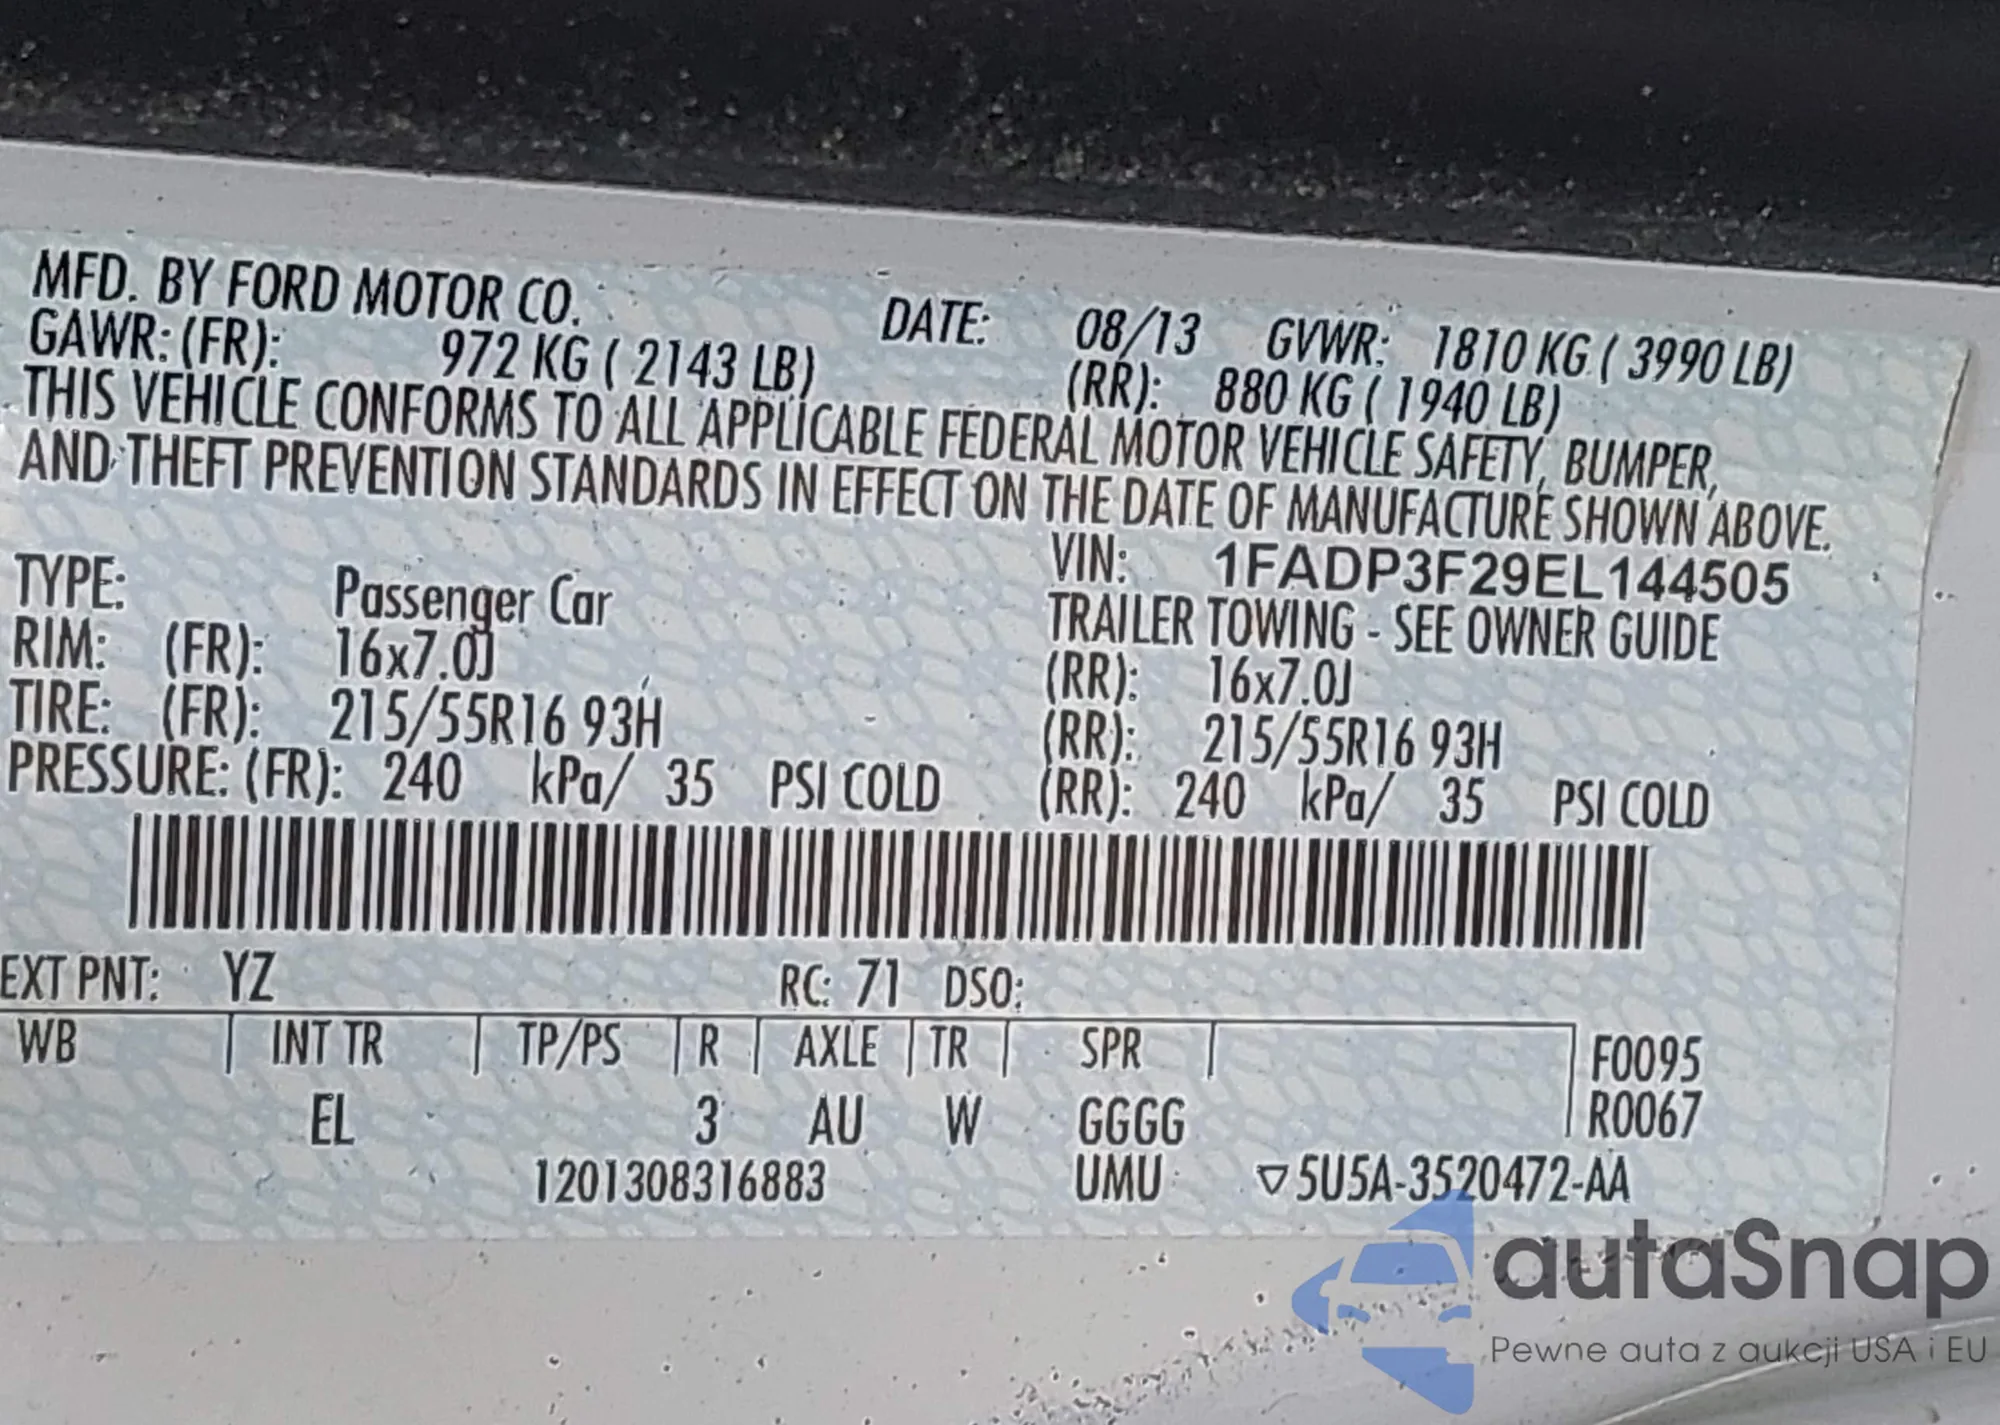 MFD. BY FORD MOTOR CO. DATE: 08/13 GVWR: 1810 KG ( 3990 LB)
GAWR: (FR): 972 KG ( 2143 LB) (RR): 880 KG ( 1940 LB)
THIS VEHICLE CONFORMS TO ALL APPLICABLE FEDERAL MOTOR VEHICLE SAFETY, BUMPER,
AND THEFT PREVENTION STANDARDS IN EFFECT ON THE DATE OF MANUFACTURE SHOWN ABOVE.
VIN: 1FADP3F29EL144505
TYPE: Passenger Car TRAILER TOWING - SEE OWNER GUIDE
RIM: (FR): 16x7.0J (RR): 16x7.0J
TIRE: (FR): 215/55R16 93H (RR): 215/55R16 93H
PRESSURE: (FR): 240 kPa/ 35 PSI COLD (RR): 240 kPa/ 35 PSI COLD
EXT PNT: YZ RC: 71 DSO:
WB INT TR TP/PS R AXLE TR SPR F0095
EL 3 AU W GGGG R0067
1201308316883 UMU ▽5U5A-3520472-AA
autaSnap
Pewne auta z aukcji USA i EU